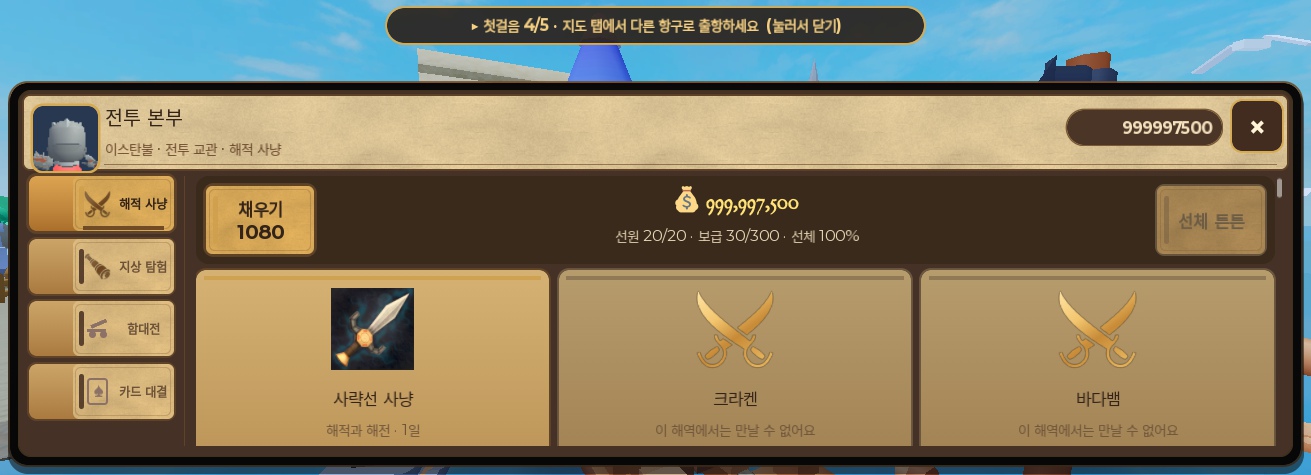 ▸ 첫걸음 4/5 · 지도 탭에서 다른 항구로 출항하세요 (눌러서 닫기)
전투 본부
이스탄불 · 전투 교관 · 해적 사냥
999997500
×
해적 사냥
지상 탐험
함대전
카드 대결
채우기
1080
999,997,500
선원 20/20 · 보급 30/300 · 선체 100%
선체 튼튼
사략선 사냥
해적과 해전 · 1일
크라켄
이 해역에서는 만날 수 없어요
바다뱀
이 해역에서는 만날 수 없어요